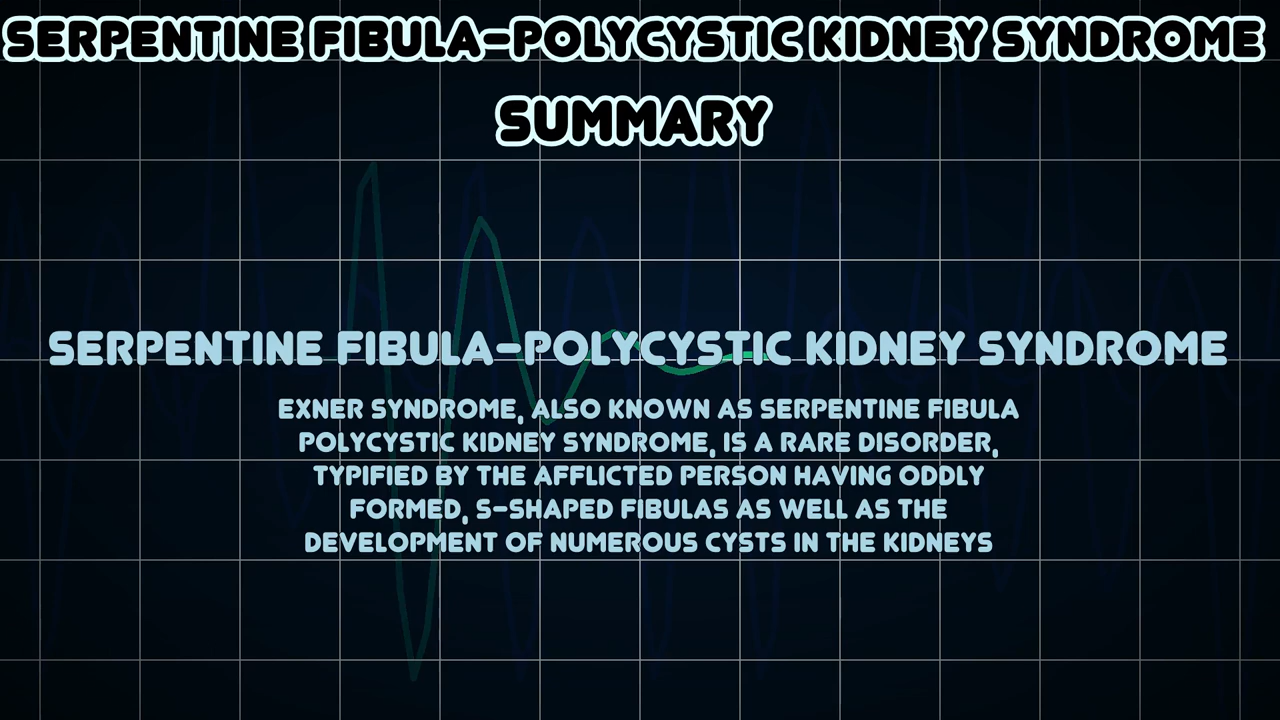 SERPENTINE FIBULA-POLYCYSTIC KIDNEY SYNDROME
SUMMARY
SERPENTINE FIBULA-POLYCYSTIC KIDNEY SYNDROME
EXNER SYNDROME, ALSO KNOWN AS SERPENTINE FIBULA
POLYCYSTIC KIDNEY SYNDROME, IS A RARE DISORDER,
TYPIFIED BY THE AFFLICTED PERSON HAVING ODDLY
FORMED, S-SHAPED FIBULAS AS WELL AS THE
DEVELOPMENT OF NUMEROUS CYSTS IN THE KIDNEYS